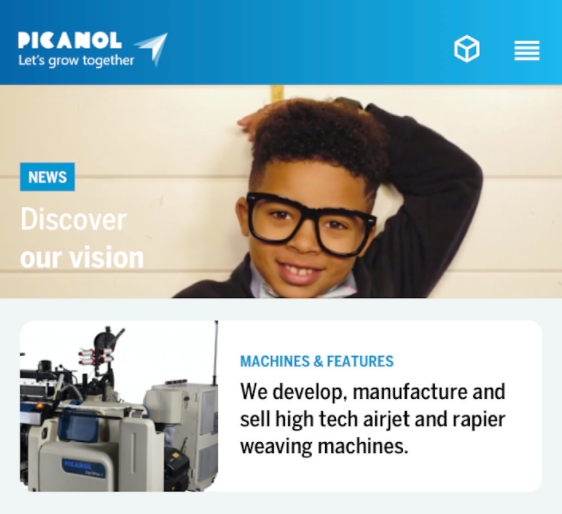 PICANOL
Let's grow together
NEWS
Discover
our vision
MACHINES & FEATURES
We develop, manufacture and
sell high tech airjet and rapier
weaving machines.
PICANOL